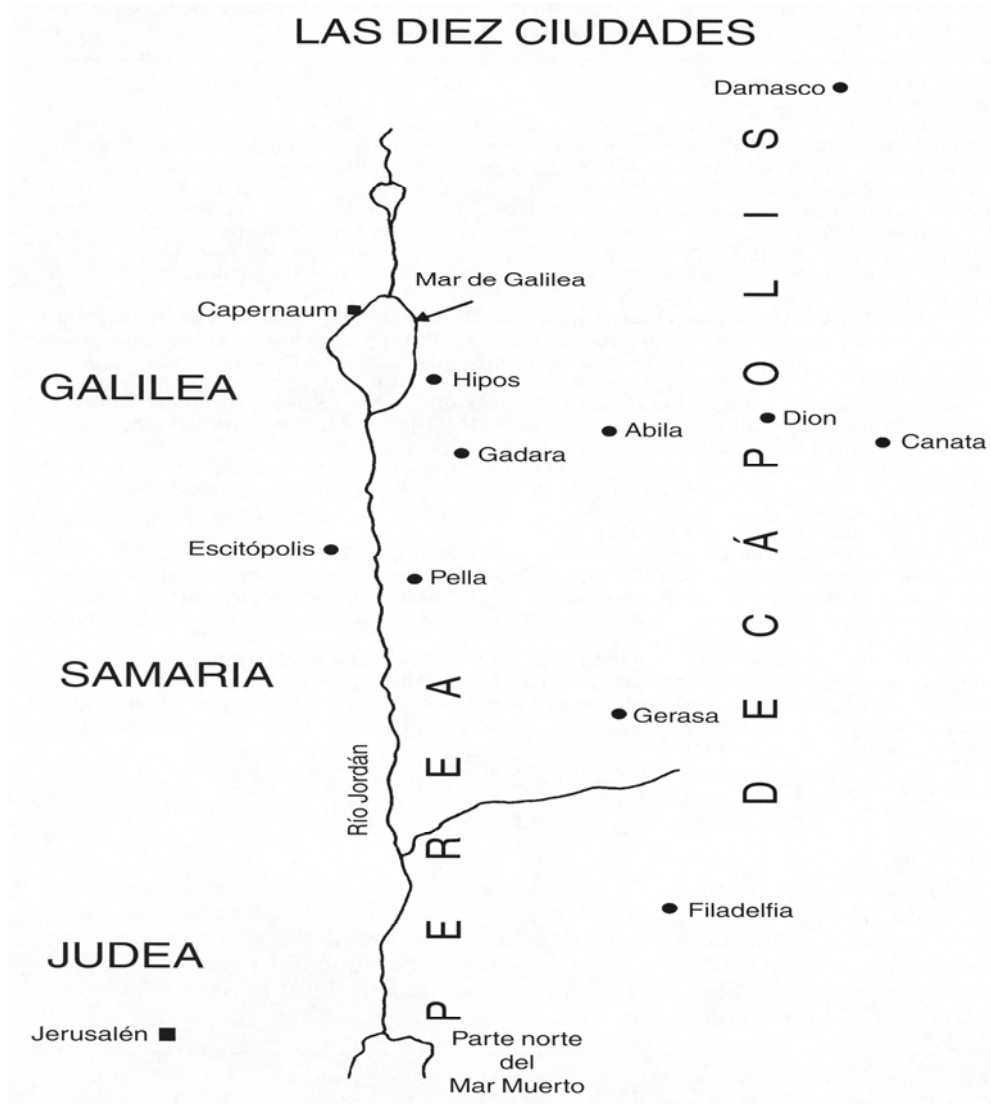 LAS DIEZ CIUDADES
Damasco
Mar de Galilea
Capernaum
GALILEA
Hipos
Abila
Dion
Canata
Gadara
Escitópolis
Pella
SAMARIA
Gerasa
Río Jordán
PEREA
DECÁPOLIS
Filadelfia
JUDEA
Jerusalén
Parte norte
del
Mar Muerto